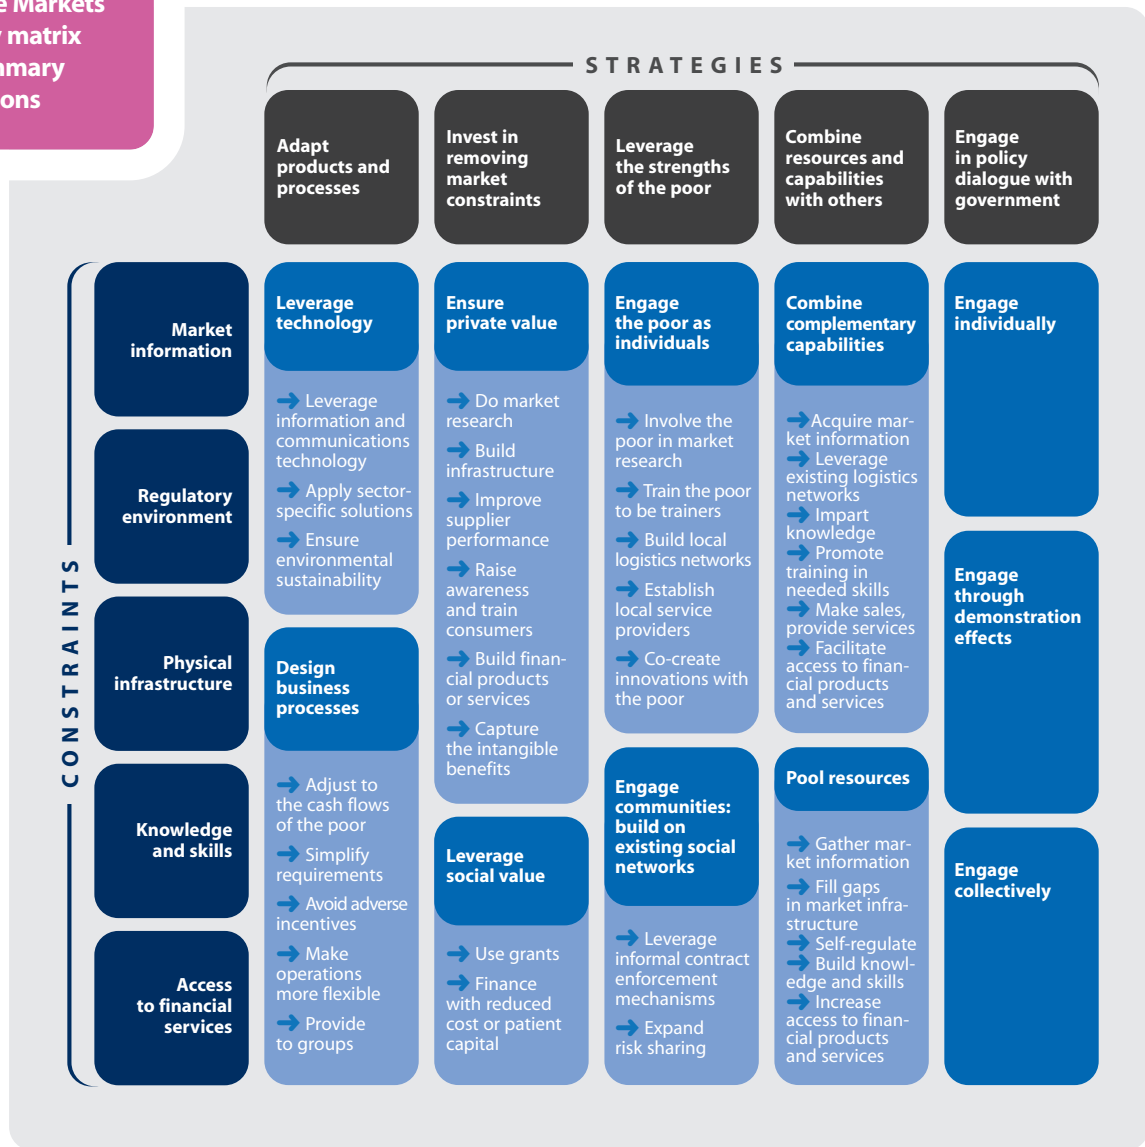 e Markets
matrix
mmary
ons
STRATEGIES
Adapt
products and
processes
Invest in
removing
market
constraints
Leverage
the strengths
of the poor
Combine
resources and
capabilities
with others
Engage
in policy
dialogue with
government
CONSTRAINTS
Market
information
Regulatory
environment
Physical
infrastructure
Knowledge
and skills
Access
to financial
services
Leverage
technology
➔ Leverage
information and
communications
technology
➔ Apply sector-
specific solutions
➔ Ensure
environmental
sustainability
Design
business
processes
➔ Adjust to
the cash flows
of the poor
➔ Simplify
requirements
➔ Avoid adverse
incentives
➔ Make
operations
more flexible
➔ Provide
to groups
Ensure
private value
➔ Do market
research
➔ Build
infrastructure
➔ Improve
supplier
performance
➔ Raise
awareness
and train
consumers
➔ Build finan-
cial products
or services
➔ Capture
the intangible
benefits
Leverage
social value
➔ Use grants
➔ Finance
with reduced
cost or patient
capital
Engage
the poor as
individuals
➔ Involve the
poor in market
research
➔ Train the poor
to be trainers
➔ Build local
logistics networks
➔ Establish
local service
providers
➔ Co-create
innovations with
the poor
Engage
communities:
build on
existing social
networks
➔ Leverage
informal contract
enforcement
mechanisms
➔ Expand
risk sharing
Combine
complementary
capabilities
➔ Acquire mar-
ket information
➔ Leverage
existing logistics
networks
➔ Impart
knowledge
➔ Promote
training in
needed skills
➔ Make sales,
provide services
➔ Facilitate
access to finan-
cial products
and services
Pool resources
➔ Gather mar-
ket information
➔ Fill gaps
in market infra-
structure
➔ Self-regulate
➔ Build knowl-
edge and skills
➔ Increase
access to finan-
cial products
and services
Engage
individually
Engage
through
demonstration
effects
Engage
collectively